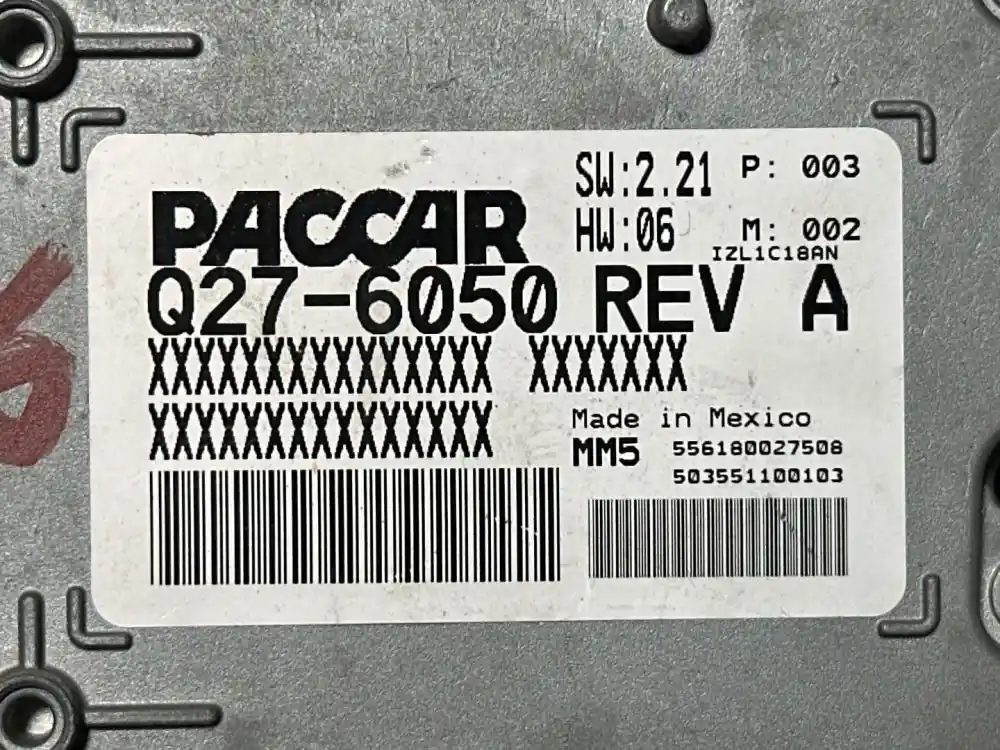 PACCAR
SW:2.21 P: 003
HW:06 M: 002
IZL1C18AN
Q27-6050 REV A
XXXXXXXXXXXXXXX XXXXXXX
XXXXXXXXXXXXXXX
Made in Mexico
MM5 556180027508
503551100103